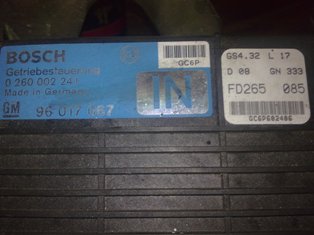 BOSCH
Getriebesteuerung
0 260 002 241
Made in Germany
GM
96 017 667
IN
GC6P
GS4.32 L 17
D 08 GN 333
FD265 085
GC6P602486